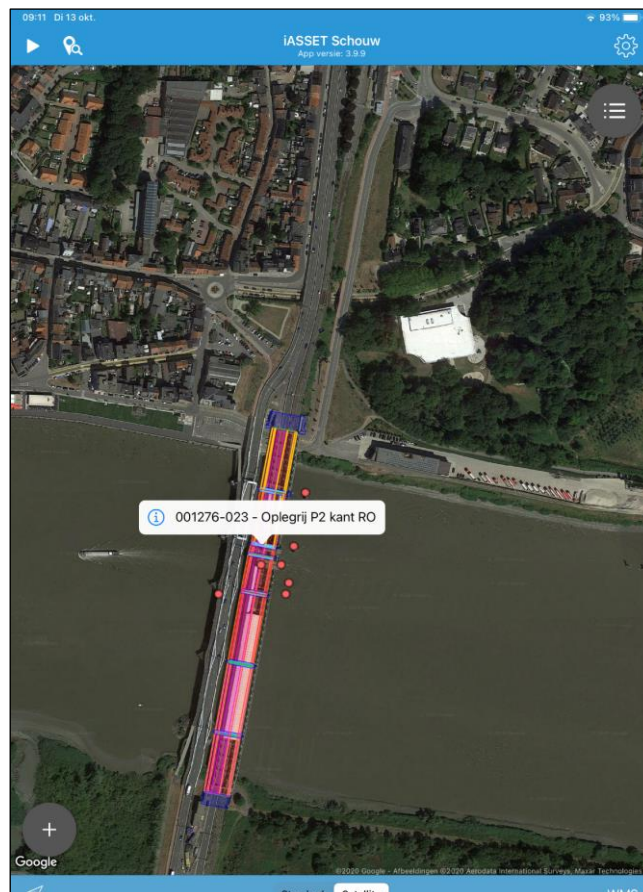 09:11 Di 13 okt.
93%
iASSET Schouw
App versie: 3.9.9
001276-023 - Oplegrij P2 kant RO
Google
©2020 Google - Afbeeldingen ©2020 Aerodata International Surveys, Maxar Technologies
WMS